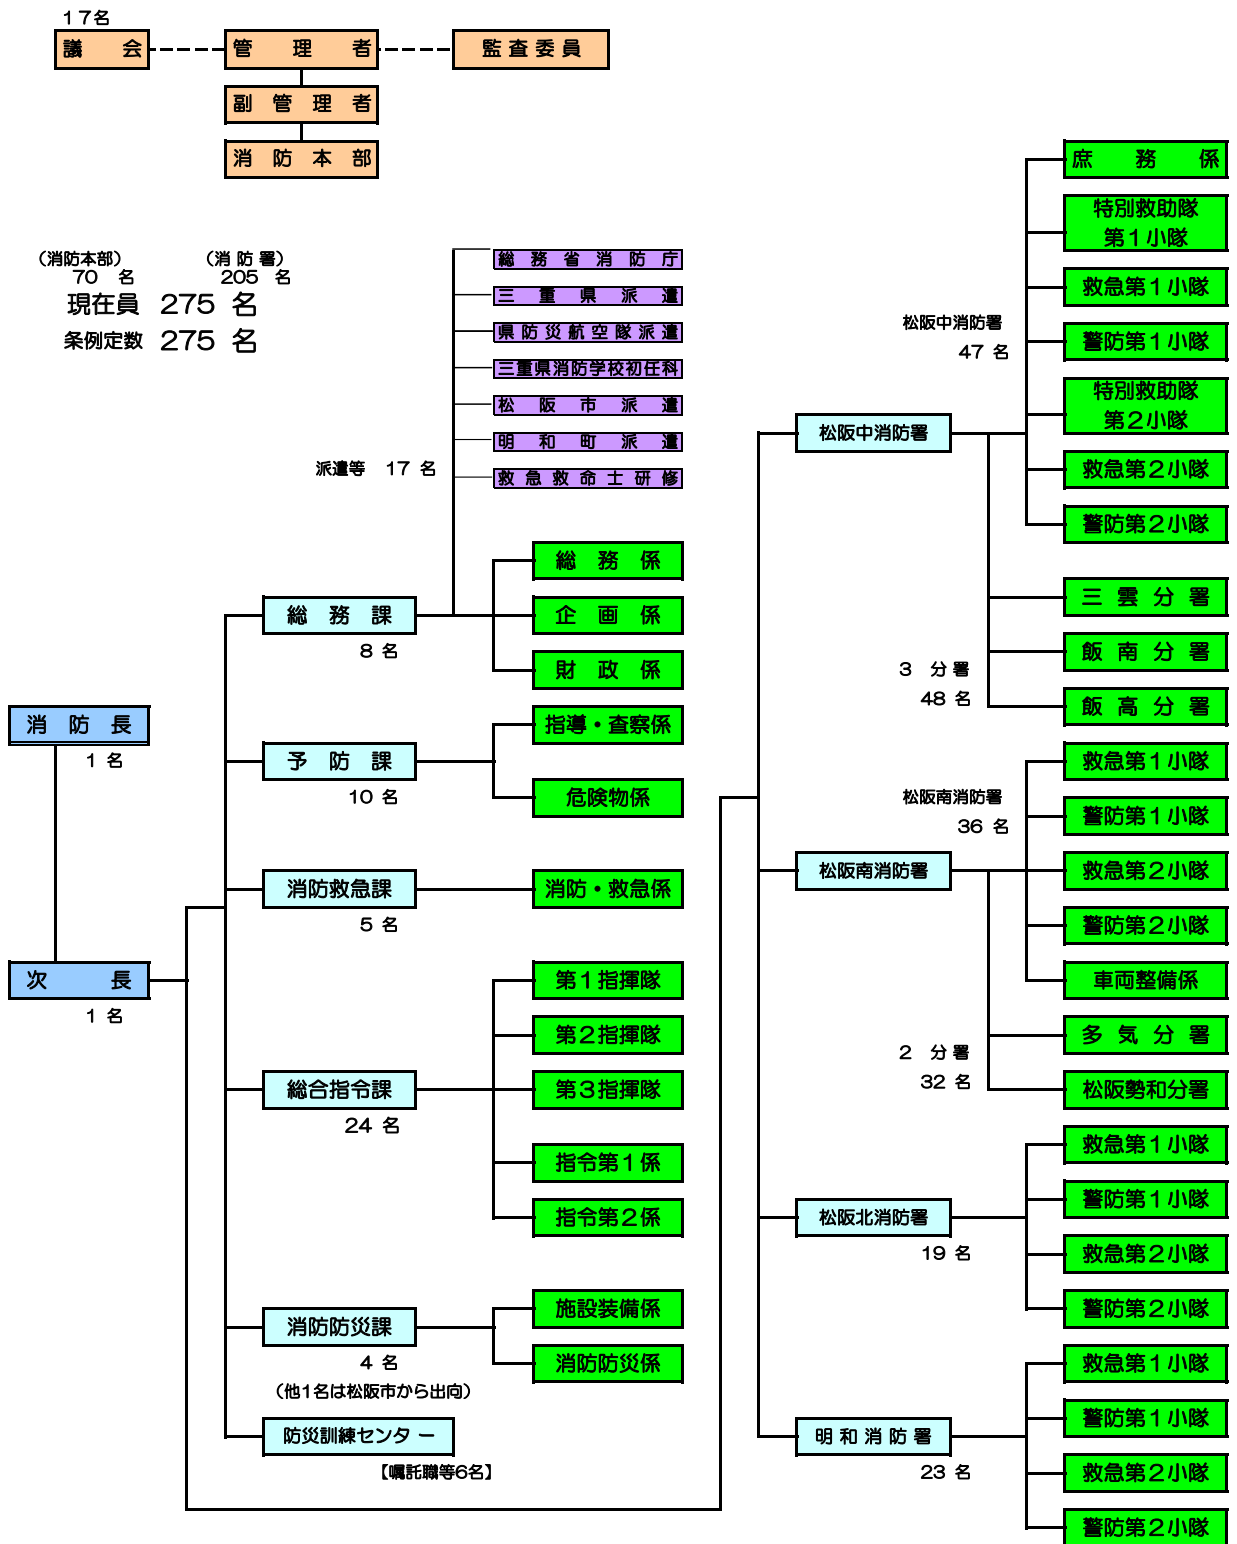 17名
議会
管理者
監査委員
副管理者
消防本部
（消防本部）
（消防署）
70 名
205 名
現在員 275 名
条例定数 275 名
総務省消防庁
三重県派遣
県防災航空隊派遣
三重県消防学校初任科
松阪市派遣
明和町派遣
救急救命士研修
派遣等 17 名
消防長
1 名
次長
1 名
総務課
8 名
総務係
企画係
財政係
予防課
10 名
指導・査察係
危険物係
消防救急課
5 名
消防・救急係
総合指令課
24 名
第1指揮隊
第2指揮隊
第3指揮隊
指令第1係
指令第2係
消防防災課
4 名
（他1名は松阪市から出向）
施設装備係
消防防災係
防災訓練センター
【嘱託職等6名】
松阪中消防署
47 名
松阪中消防署
庶務係
特別救助隊
第1小隊
救急第1小隊
警防第1小隊
特別救助隊
第2小隊
救急第2小隊
警防第2小隊
3 分署
48 名
三雲分署
飯南分署
飯高分署
松阪南消防署
36 名
松阪南消防署
救急第1小隊
警防第1小隊
救急第2小隊
警防第2小隊
車両整備係
2 分署
32 名
多気分署
松阪勢和分署
松阪北消防署
19 名
救急第1小隊
警防第1小隊
救急第2小隊
警防第2小隊
明和消防署
23 名
救急第1小隊
警防第1小隊
救急第2小隊
警防第2小隊